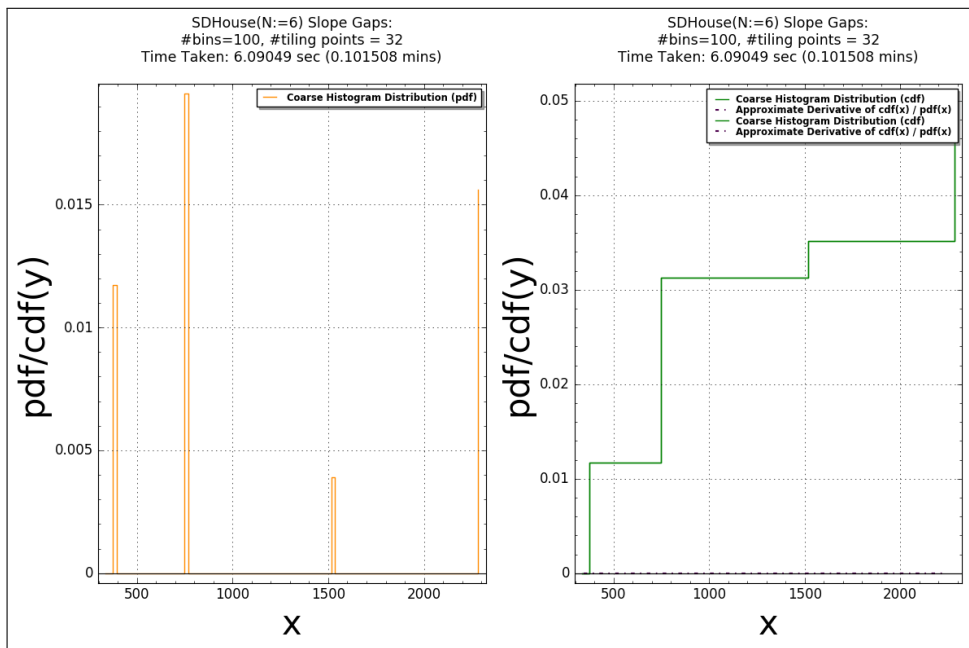 SDHouse(N:=6) Slope Gaps:
#bins=100, #tiling points = 32
Time Taken: 6.09049 sec (0.101508 mins)
Coarse Histogram Distribution (pdf)
pdf/cdf(y)
0.015
0.01
0.005
0
500
1000
1500
2000
x
SDHouse(N:=6) Slope Gaps:
#bins=100, #tiling points = 32
Time Taken: 6.09049 sec (0.101508 mins)
Coarse Histogram Distribution (cdf)
Approximate Derivative of cdf(x) / pdf(x)
Coarse Histogram Distribution (cdf)
Approximate Derivative of cdf(x) / pdf(x)
pdf/cdf(y)
0.05
0.04
0.03
0.02
0.01
0
500
1000
1500
2000
x